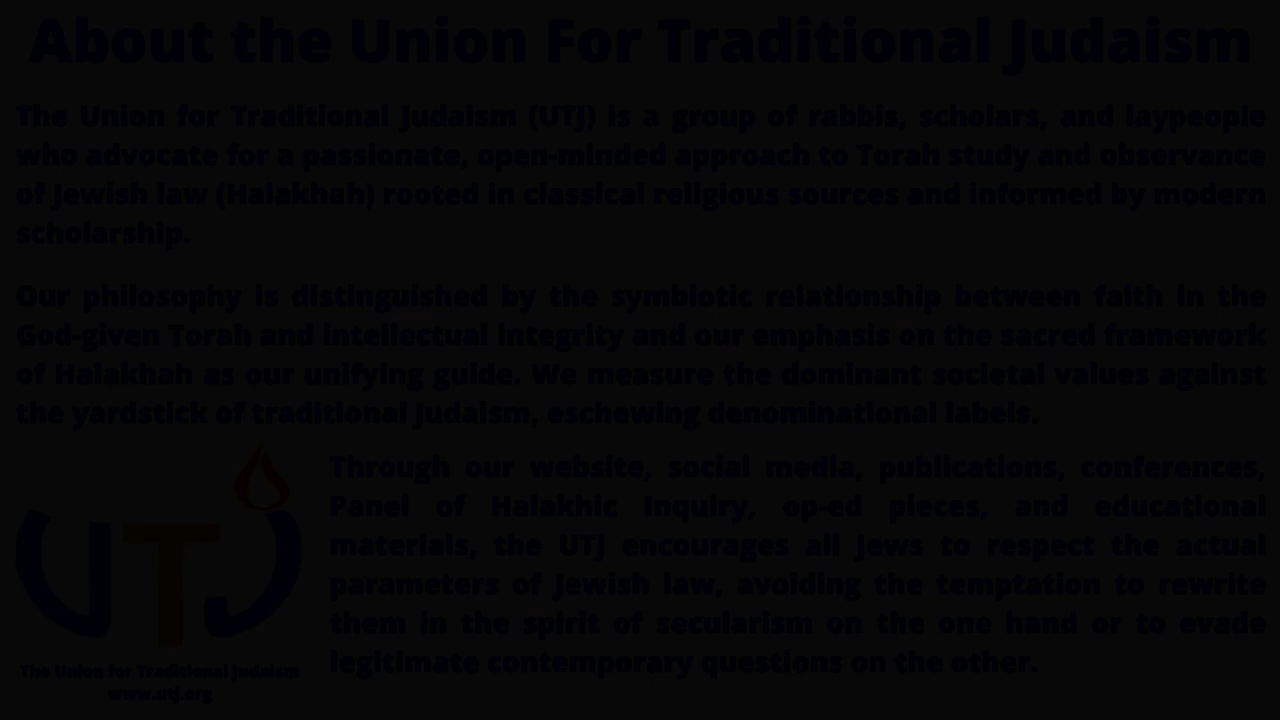 About the Union For Traditional Judaism
The Union for Traditional Judaism (UTJ) is a group of rabbis, scholars, and laypeople
who advocate for a passionate, open-minded approach to Torah study and observance
of Jewish law (Halakhah) rooted in classical religious sources and informed by modern
scholarship.
Our philosophy is distinguished by the symbiotic relationship between faith in the
God-given Torah and intellectual integrity and our emphasis on the sacred framework
of Halakhah as our unifying guide. We measure the dominant societal values against
the yardstick of traditional Judaism, eschewing denominational labels.
Through our website, social media, publications, conferences,
Panel of Halakhic Inquiry, op-ed pieces, and educational
materials, the UTJ encourages all Jews to respect the actual
parameters of Jewish law, avoiding the temptation to rewrite
them in the spirit of secularism on the one hand or to evade
legitimate contemporary questions on the other.
UTJ
The Union for Traditional Judaism
www.utj.org